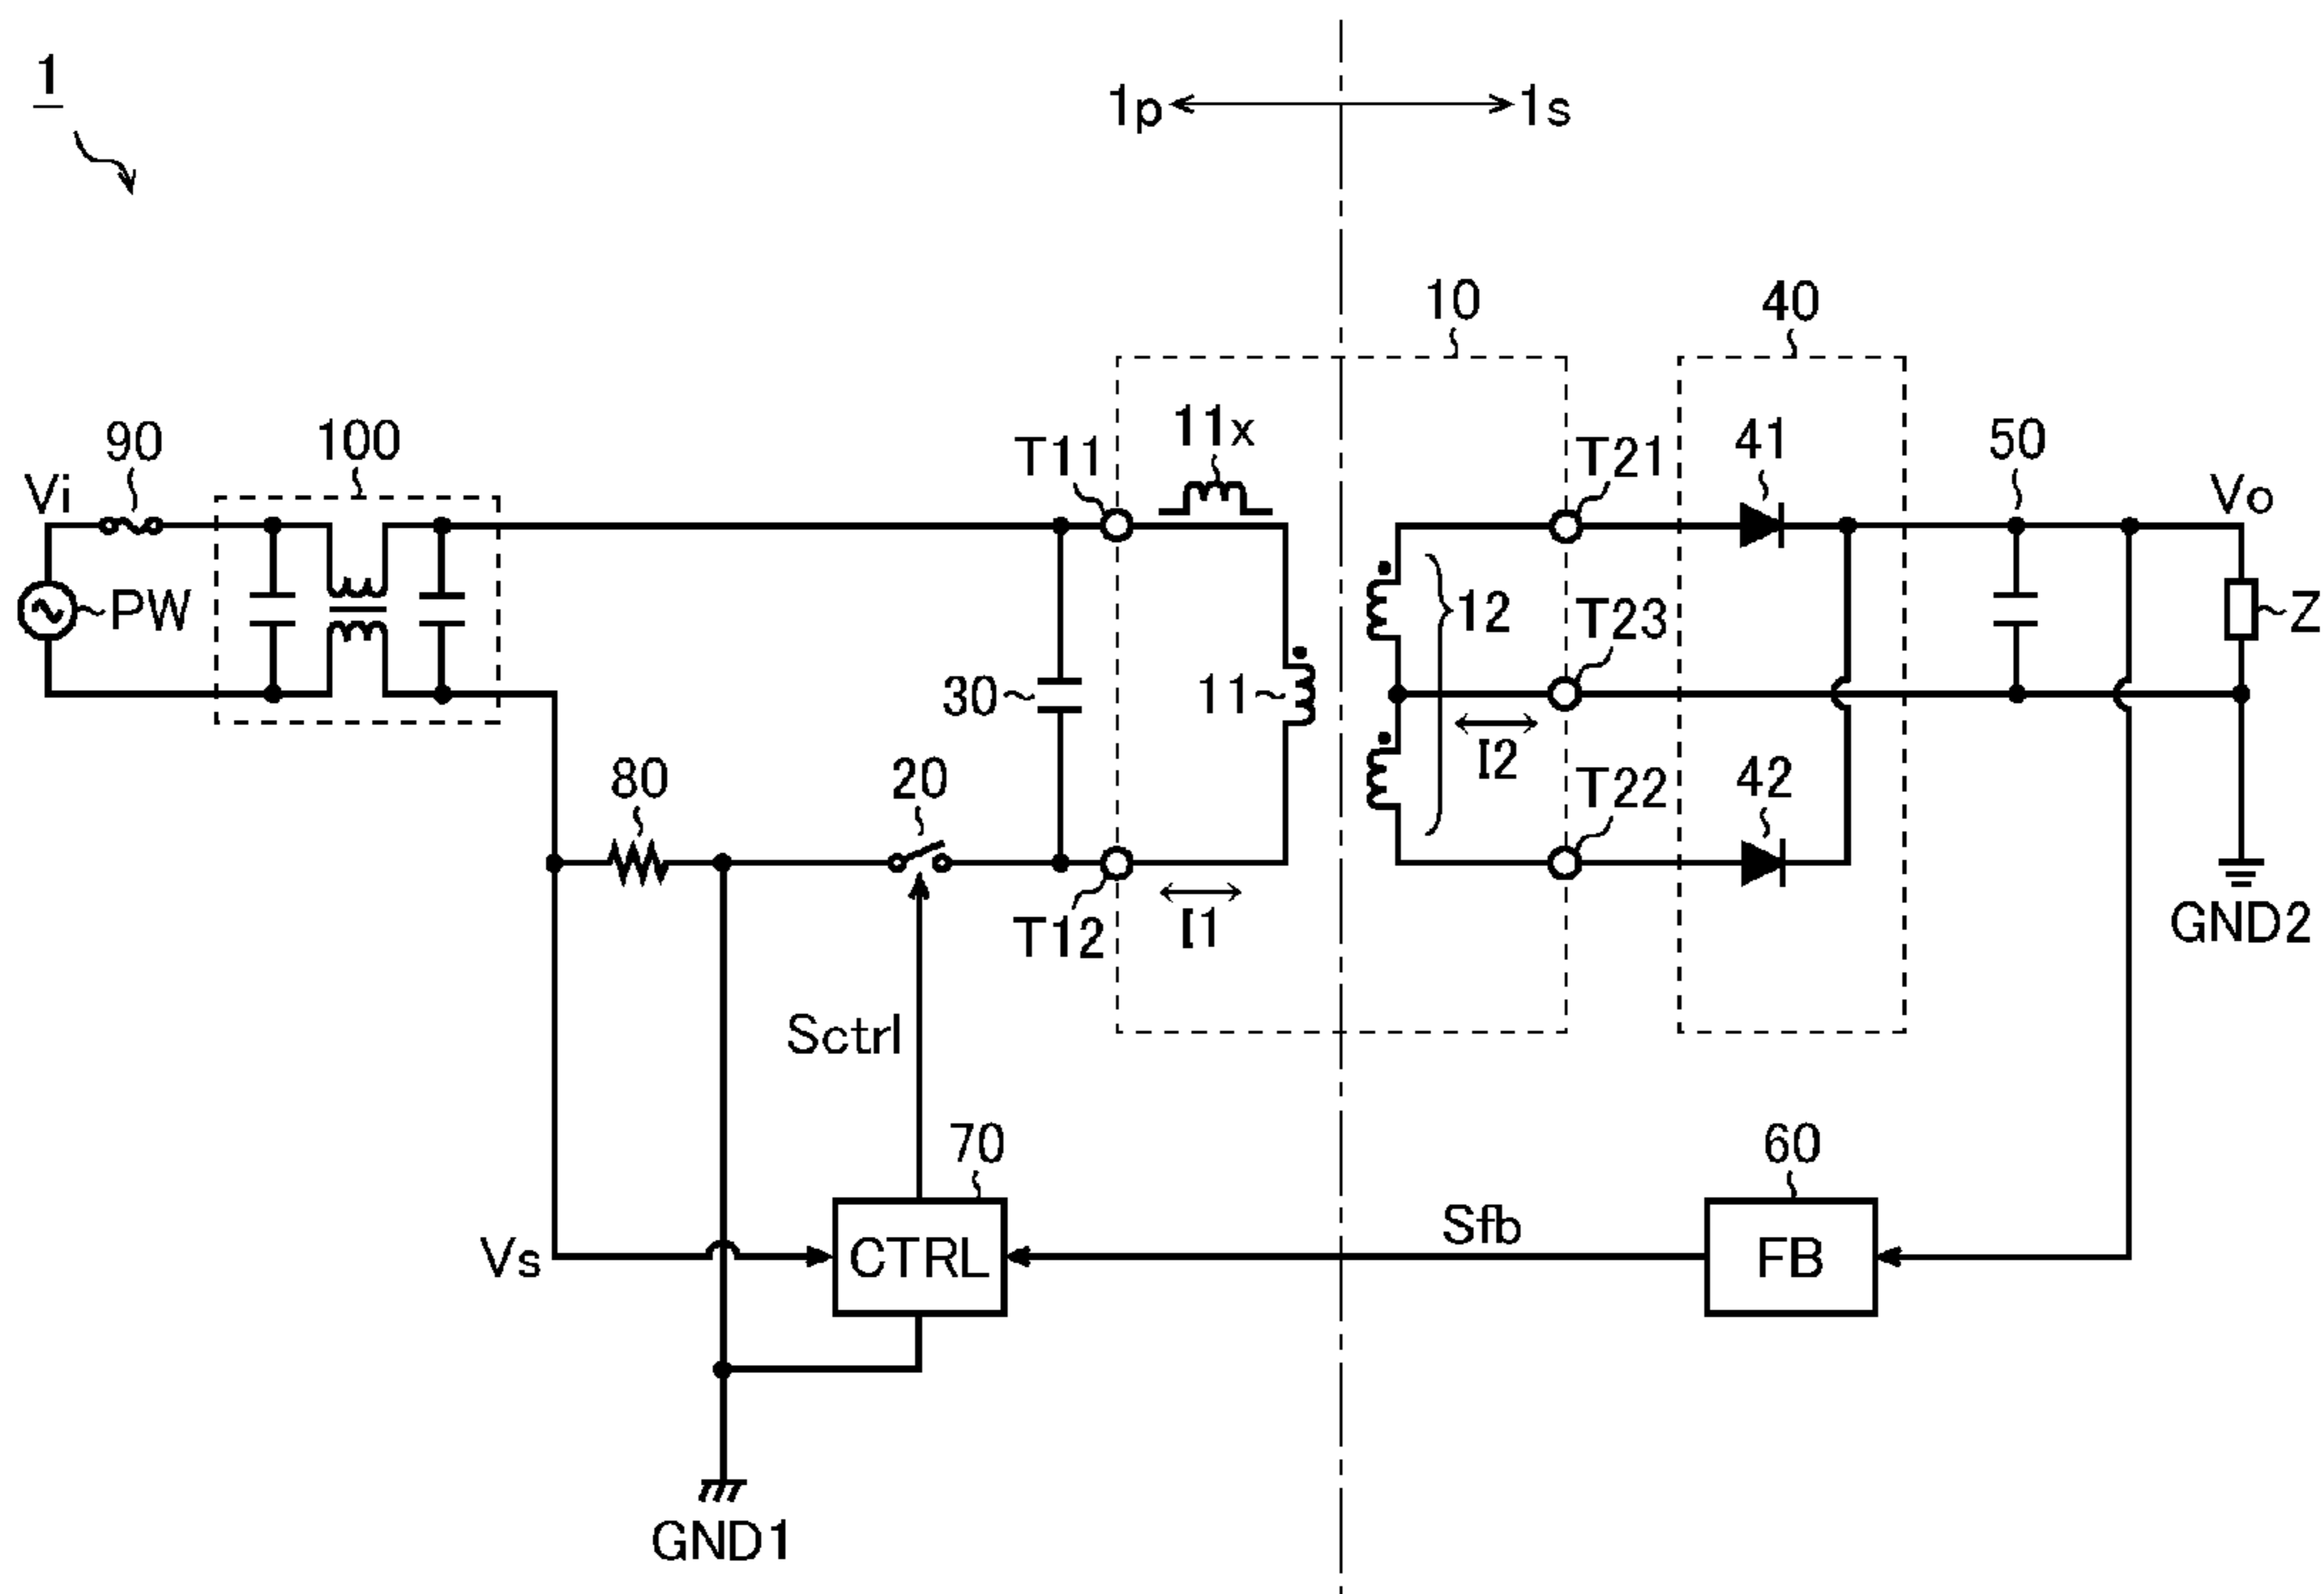 1
1p
1s
10
40
90
100
11x
T11
T21
41
50
Vi
Vo
PW
12
T23
Z
30
11
I2
80
20
T22
42
T12
I1
GND2
Sctrl
70
60
Vs
CTRL
Sfb
FB
GND1